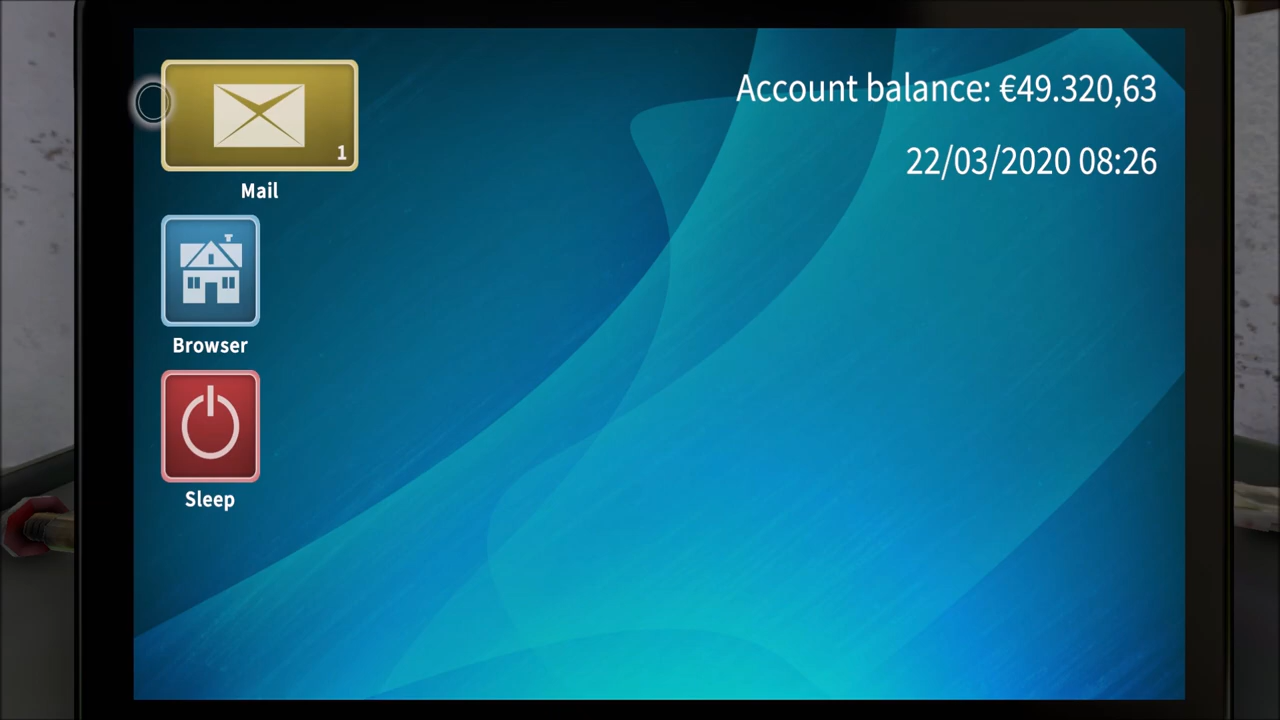 Account balance: €49.320,63
22/03/2020 08:26
1
Mail
Browser
Sleep